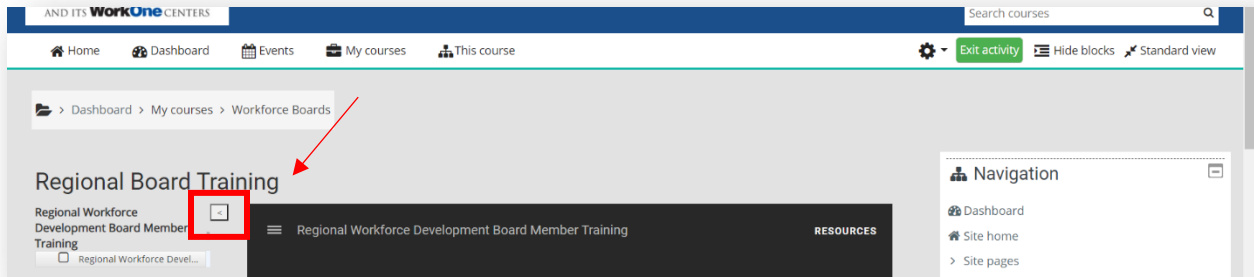 AND ITS WorkOne CENTERS
Search courses
Home Dashboard Events My courses This course
Exit activity Hide blocks Standard view
> Dashboard > My courses > Workforce Boards
Regional Board Training
Regional Workforce
Development Board Member
Training
Regional Workforce Devel...
<
Regional Workforce Development Board Member Training
RESOURCES
Navigation
Dashboard
Site home
> Site pages